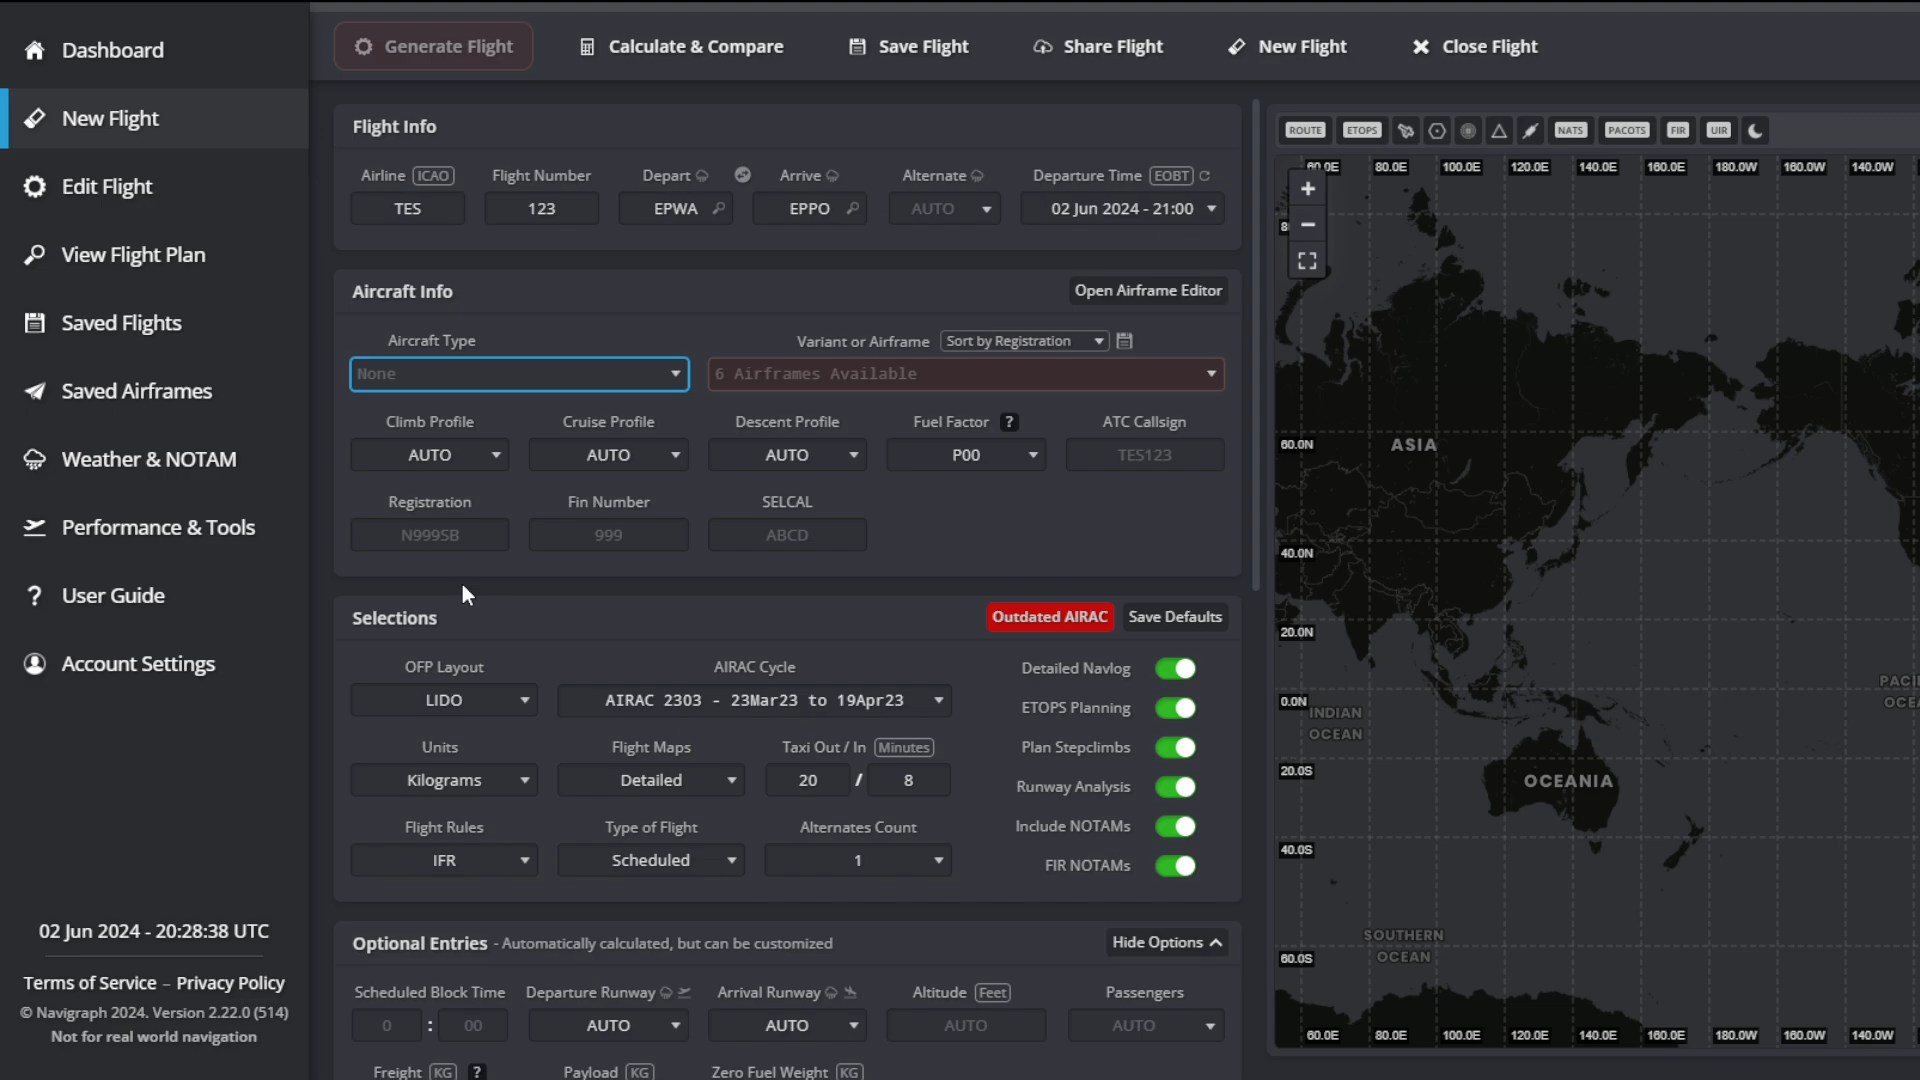 Dashboard
New Flight
Edit Flight
View Flight Plan
Saved Flights
Saved Airframes
Weather & NOTAM
Performance & Tools
? User Guide
Account Settings
02 Jun 2024 - 20:28:38 UTC
Terms of Service – Privacy Policy
© Navigraph 2024. Version 2.22.0 (514)
Not for real world navigation
Generate Flight Calculate & Compare Save Flight Share Flight New Flight Close Flight
Flight Info
Airline ICAO Flight Number Depart Arrive Alternate Departure Time EOBT
TES 123 EPWA EPPO AUTO 02 Jun 2024 - 21:00
Aircraft Info Open Airframe Editor
Aircraft Type Variant or Airframe Sort by Registration
None 6 Airframes Available
Climb Profile Cruise Profile Descent Profile Fuel Factor ? ATC Callsign
AUTO AUTO AUTO P00 TES123
Registration Fin Number SELCAL
N999SB 999 ABCD
Selections Outdated AIRAC Save Defaults
OFP Layout AIRAC Cycle Detailed Navlog
LIDO AIRAC 2303 - 23Mar23 to 19Apr23 ETOPS Planning
Units Flight Maps Taxi Out / In Minutes Plan Stepclimbs
Kilograms Detailed 20 / 8 Runway Analysis
Flight Rules Type of Flight Alternates Count Include NOTAMs
IFR Scheduled 1 FIR NOTAMs
Optional Entries - Automatically calculated, but can be customized Hide Options
Scheduled Block Time Departure Runway Arrival Runway Altitude Feet Passengers
0 : 00 AUTO AUTO AUTO AUTO
Freight KG ? Payload KG Zero Fuel Weight KG
ROUTE ETOPS NATS PACOTS FIR UIR
80.0E 100.0E 120.0E 140.0E 160.0E 180.0W 160.0W 140.0W
+
−
60.0N
ASIA
40.0N
20.0N
0.0N
INDIAN
OCEAN
20.0S
OCEANIA
40.0S
SOUTHERN
OCEAN
60.0S
60.0E 80.0E 100.0E 120.0E 140.0E 160.0E 180.0W 160.0W 140.0W